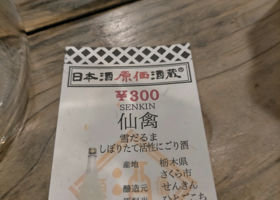 日本酒原価酒蔵®
¥300
SENKIN
仙禽
雪だるま
しぼりたて活性にごり酒
産地 栃木県
さくら市
醸造元 せんきん
ひとごこち